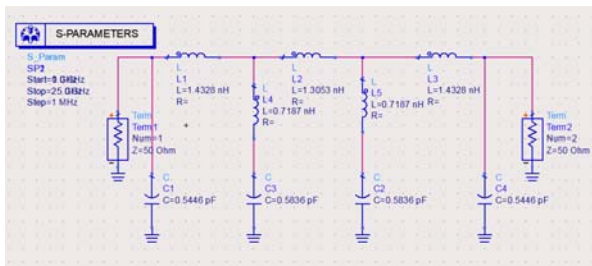 S-PARAMETERS
S_Param
Stop=25.0GHz
Step=1 MHz
L
L1
L=1.4328 nH
R=
L
L2
L=1.3053 nH
R=
L
L3
L=1.4328 nH
R=
L
L4
L=0.7187 nH
R=
L
L5
L=0.7187 nH
R=
Term
Term1
Num=1
Z=50 Ohm
Term
Term2
Num=2
Z=50 Ohm
C
C1
C=0.5446 pF
C
C3
C=0.5836 pF
C
C2
C=0.5836 pF
C
C4
C=0.5446 pF